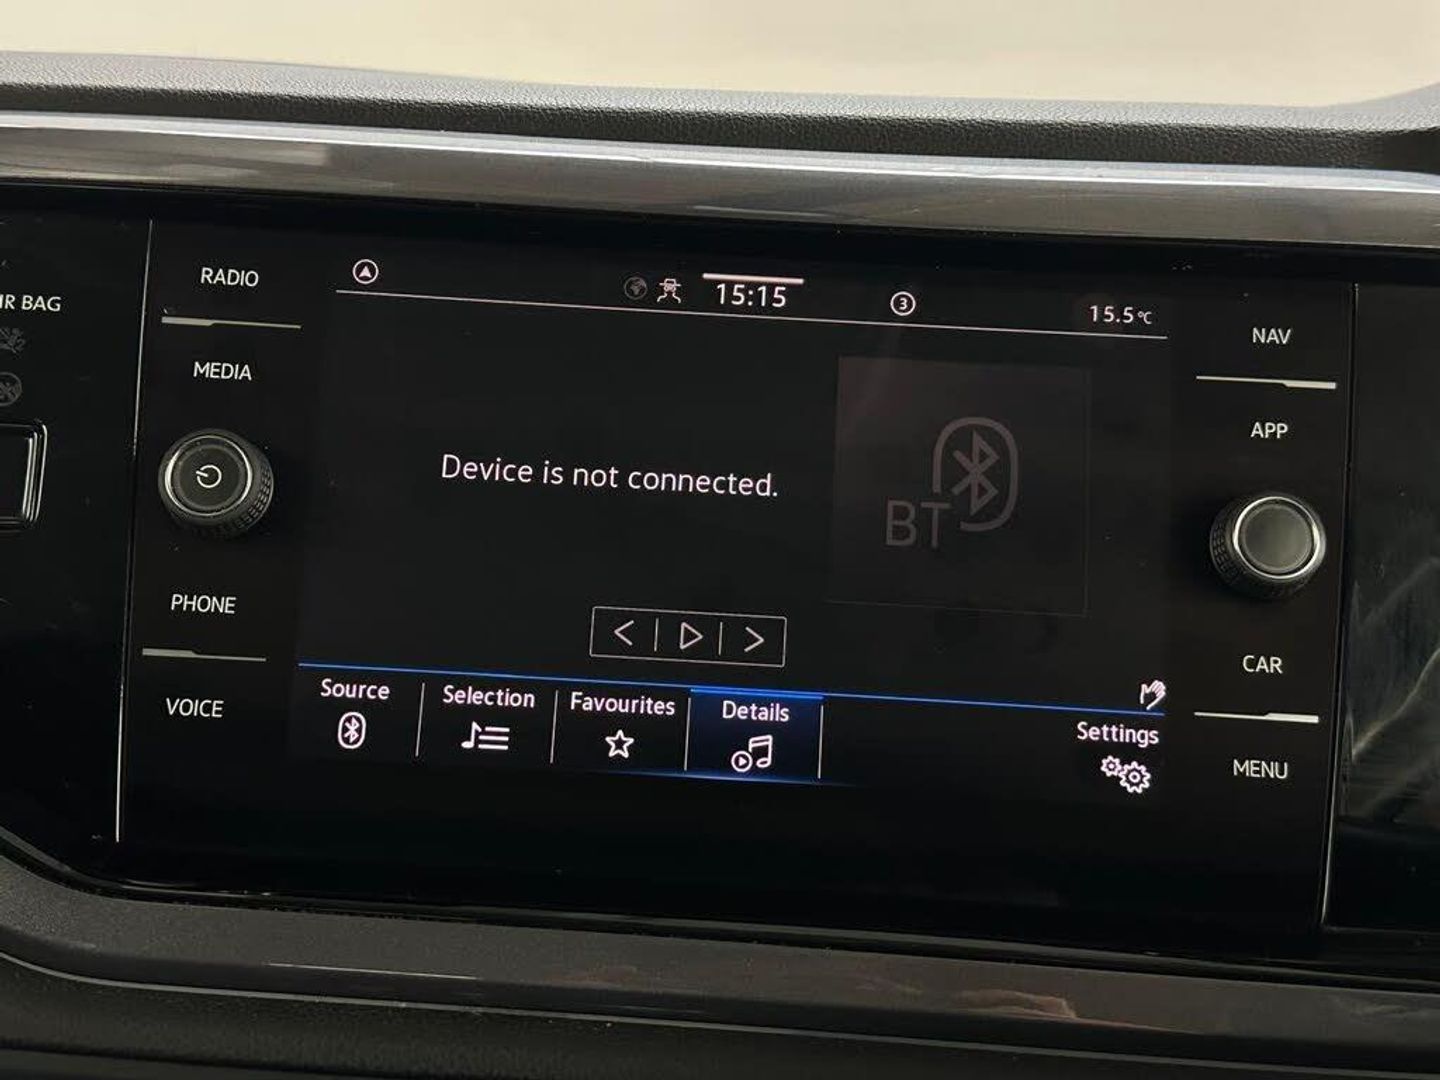 RADIO
MEDIA
PHONE
VOICE
15:15
3
15.5°C
Device is not connected.
BT
Source
Selection
Favourites
Details
Settings
NAV
APP
CAR
MENU
BAG